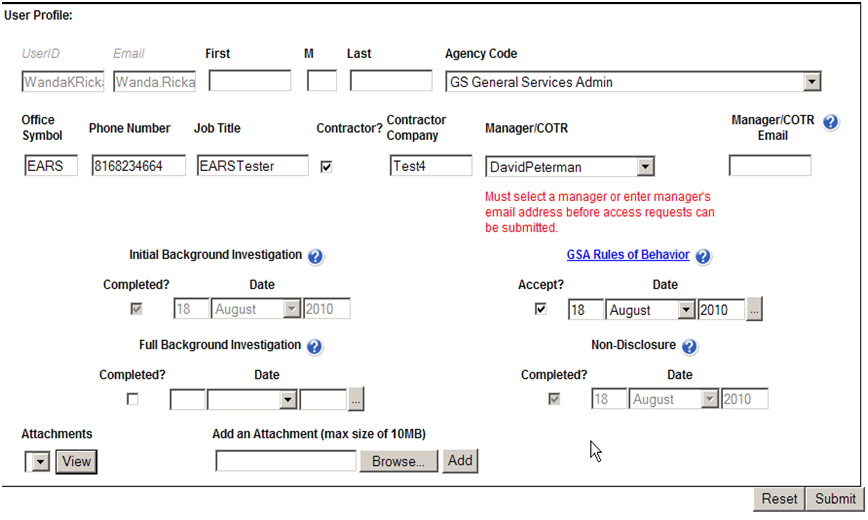 User Profile:
UserID Email First M Last Agency Code
WandaKRick Wanda.Ricka GS General Services Admin
Office Symbol Phone Number Job Title Contractor? Contractor Company Manager/COTR Manager/COTR Email ?
EARS 8168234664 EARSTester Test4 DavidPeterman
Must select a manager or enter manager's
email address before access requests can
be submitted.
Initial Background Investigation ? GSA Rules of Behavior ?
Completed? Date Accept? Date
18 August 2010 18 August 2010 ...
Full Background Investigation ? Non-Disclosure ?
Completed? Date Completed? Date
... 18 August 2010
Attachments Add an Attachment (max size of 10MB)
View Browse... Add
Reset Submit